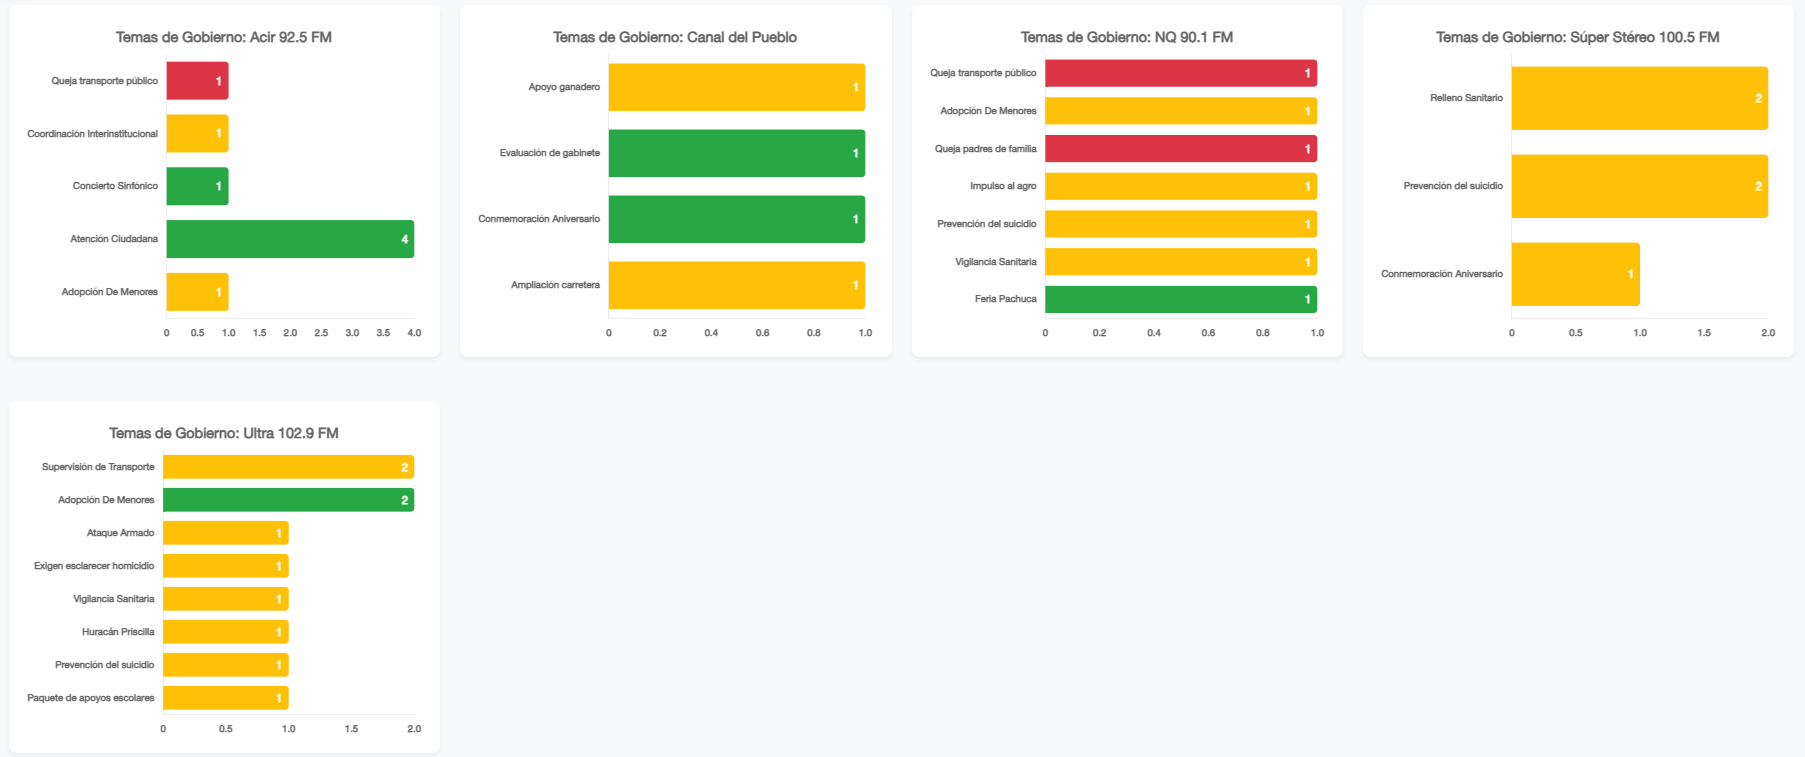 Temas de Gobierno: Acir 92.5 FM
Queja transporte público 1
Coordinación Interinstitucional 1
Concierto Sinfónico 1
Atención Ciudadana 4
Adopción De Menores 1
0 0.5 1.0 1.5 2.0 2.5 3.0 3.5 4.0
Temas de Gobierno: Canal del Pueblo
Apoyo ganadero 1
Evaluación de gabinete 1
Conmemoración Aniversario 1
Ampliación carretera 1
0 0.2 0.4 0.6 0.8 1.0
Temas de Gobierno: NQ 90.1 FM
Queja transporte público 1
Adopción De Menores 1
Queja padres de familia 1
Impulso al agro 1
Prevención del suicidio 1
Vigilancia Sanitaria 1
Feria Pachuca 1
0 0.2 0.4 0.6 0.8 1.0
Temas de Gobierno: Súper Stéreo 100.5 FM
Relleno Sanitario 2
Prevención del suicidio 2
Conmemoración Aniversario 1
0 0.5 1.0 1.5 2.0
Temas de Gobierno: Ultra 102.9 FM
Supervisión de Transporte 2
Adopción De Menores 2
Ataque Armado 1
Exigen esclarecer homicidio 1
Vigilancia Sanitaria 1
Huracán Priscilla 1
Prevención del suicidio 1
Paquete de apoyos escolares 1
0 0.5 1.0 1.5 2.0